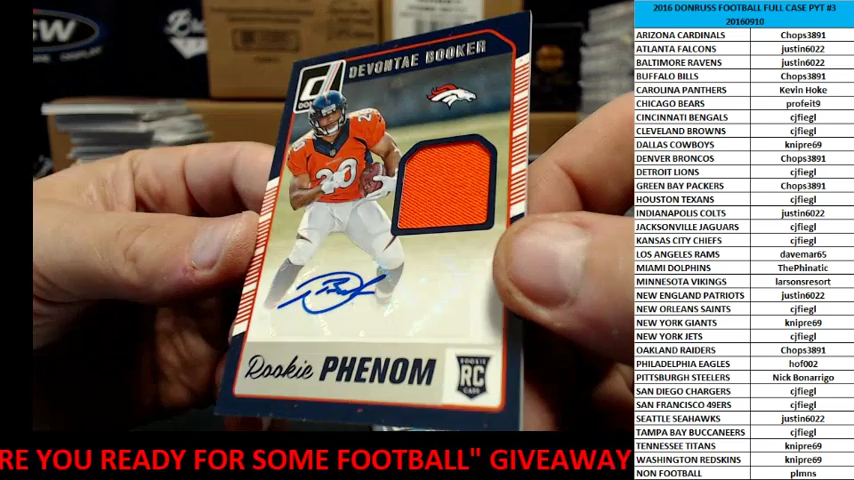 DEVONTAE BOOKER
20
20
Rookie PHENOM
ROOKIE
RC
CARD
RE YOU READY FOR SOME FOOTBALL" GIVEAWAY
2016 DONRUSS FOOTBALL FULL CASE PYT #3
20160910
ARIZONA CARDINALS Chops3891
ATLANTA FALCONS justin6022
BALTIMORE RAVENS justin6022
BUFFALO BILLS Chops3891
CAROLINA PANTHERS Kevin Hoke
CHICAGO BEARS profeit9
CINCINNATI BENGALS cjfiegl
CLEVELAND BROWNS cjfiegl
DALLAS COWBOYS knipre69
DENVER BRONCOS Chops3891
DETROIT LIONS cjfiegl
GREEN BAY PACKERS Chops3891
HOUSTON TEXANS cjfiegl
INDIANAPOLIS COLTS justin6022
JACKSONVILLE JAGUARS cjfiegl
KANSAS CITY CHIEFS cjfiegl
LOS ANGELES RAMS davemar65
MIAMI DOLPHINS ThePhinatic
MINNESOTA VIKINGS larsonsresort
NEW ENGLAND PATRIOTS justin6022
NEW ORLEANS SAINTS cjfiegl
NEW YORK GIANTS knipre69
NEW YORK JETS cjfiegl
OAKLAND RAIDERS Chops3891
PHILADELPHIA EAGLES hof002
PITTSBURGH STEELERS Nick Bonarrigo
SAN DIEGO CHARGERS cjfiegl
SAN FRANCISCO 49ERS cjfiegl
SEATTLE SEAHAWKS justin6022
TAMPA BAY BUCCANEERS cjfiegl
TENNESSEE TITANS knipre69
WASHINGTON REDSKINS knipre69
NON FOOTBALL plmns